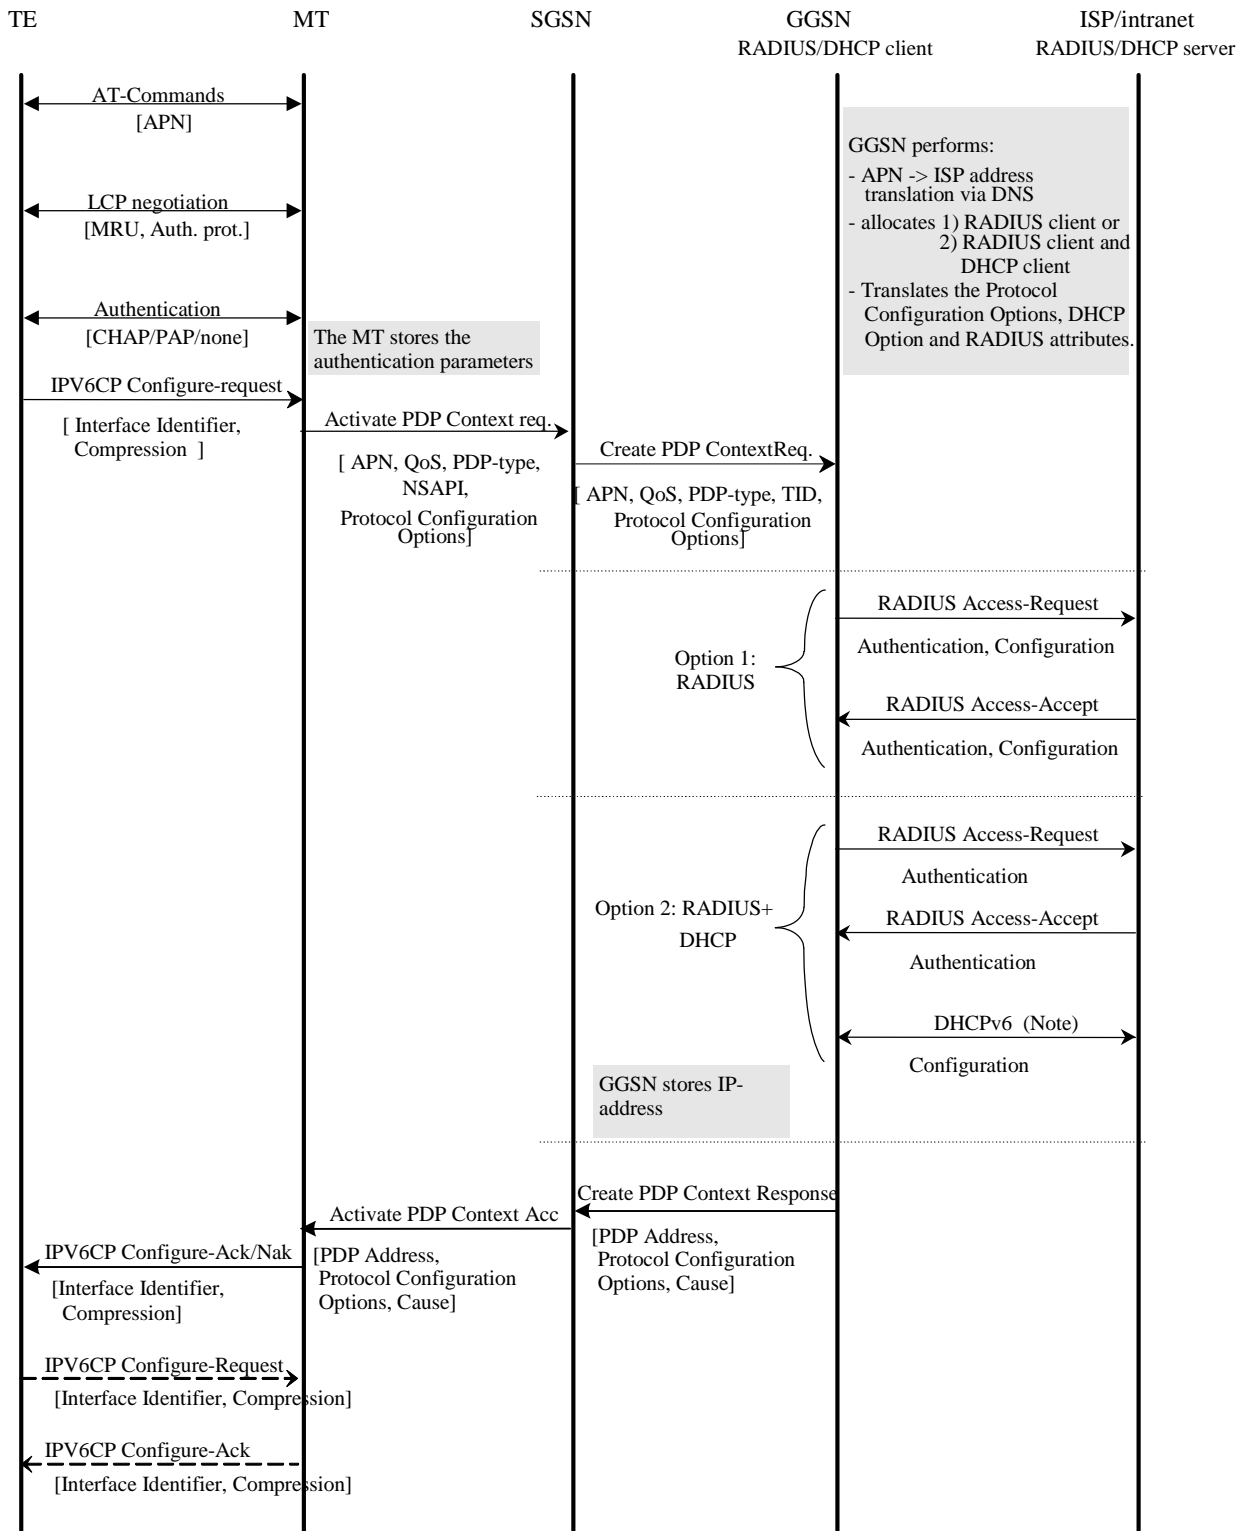 TE
MT
SGSN
GGSN
RADIUS/DHCP client
ISP/intranet
RADIUS/DHCP server
AT-Commands
[APN]
LCP negotiation
[MRU, Auth. prot.]
Authentication
[CHAP/PAP/none]
The MT stores the
authentication parameters
GGSN performs:
- APN -> ISP address
translation via DNS
- allocates 1) RADIUS client or
2) RADIUS client and
DHCP client
- Translates the Protocol
Configuration Options, DHCP
Option and RADIUS attributes.
IPV6CP Configure-request
[ Interface Identifier,
Compression ]
Activate PDP Context req.
[ APN, QoS, PDP-type,
NSAPI,
Protocol Configuration
Options]
Create PDP ContextReq.
[ APN, QoS, PDP-type, TID,
Protocol Configuration
Options]
Option 1:
RADIUS
RADIUS Access-Request
Authentication, Configuration
RADIUS Access-Accept
Authentication, Configuration
Option 2: RADIUS+
DHCP
RADIUS Access-Request
Authentication
RADIUS Access-Accept
Authentication
DHCPv6 (Note)
Configuration
GGSN stores IP-
address
Create PDP Context Response
[PDP Address,
Protocol Configuration
Options, Cause]
Activate PDP Context Acc
[PDP Address,
Protocol Configuration
Options, Cause]
IPV6CP Configure-Ack/Nak
[Interface Identifier,
Compression]
IPV6CP Configure-Request
[Interface Identifier, Compression]
IPV6CP Configure-Ack
[Interface Identifier, Compression]